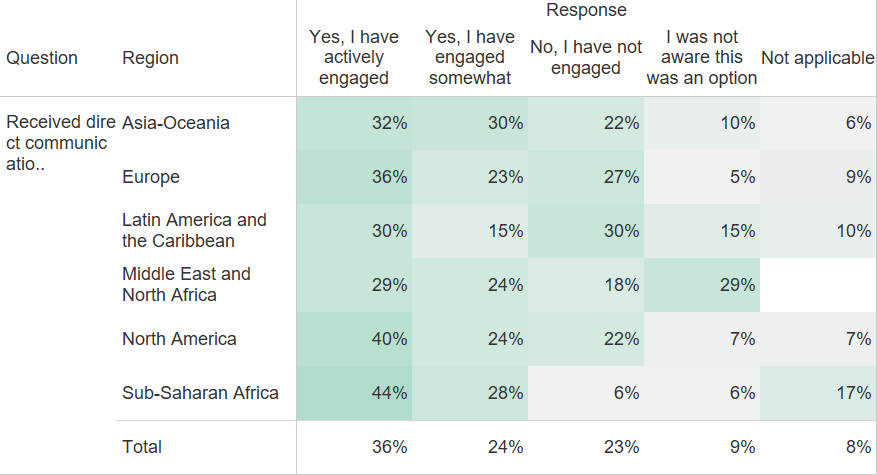 Response
Question Region Yes, I have actively engaged Yes, I have engaged somewhat No, I have not engaged I was not aware this was an option Not applicable
Received dire ct communic atio.. Asia-Oceania 32% 30% 22% 10% 6%
Europe 36% 23% 27% 5% 9%
Latin America and the Caribbean 30% 15% 30% 15% 10%
Middle East and North Africa 29% 24% 18% 29%
North America 40% 24% 22% 7% 7%
Sub-Saharan Africa 44% 28% 6% 6% 17%
Total 36% 24% 23% 9% 8%